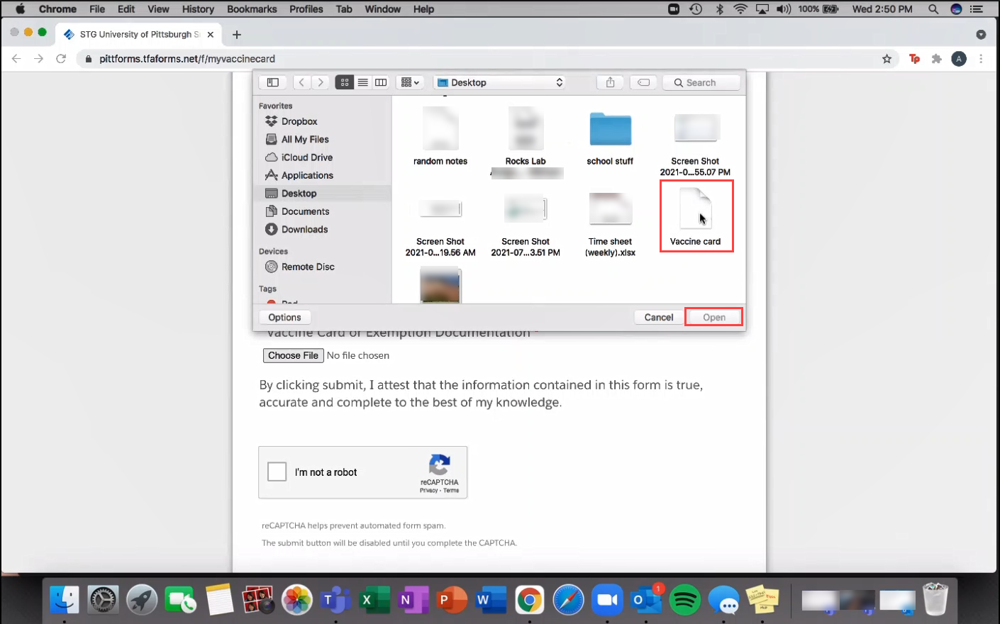 Chrome File Edit View History Bookmarks Profiles Tab Window Help 100% Wed 2:50 PM
STG University of Pittsburgh
pittforms.tfaforms.net/f/myvaccinecard
Tp
A
Desktop
Search
Favorites
Dropbox
All My Files
iCloud Drive
Applications
Desktop
Documents
Downloads
Devices
Remote Disc
Tags
random notes
Rocks Lab
school stuff
Screen Shot
2021-0...55.07 PM
Screen Shot
2021-0...19.56 AM
Screen Shot
2021-07...3.51 PM
Time sheet
(weekly).xlsx
Vaccine card
Options
Cancel
Open
Vaccine Card or Exemption Documentation
Choose File No file chosen
By clicking submit, I attest that the information contained in this form is true,
accurate and complete to the best of my knowledge.
I'm not a robot
reCAPTCHA
Privacy - Terms
reCAPTCHA helps prevent automated form spam.
The submit button will be disabled until you complete the CAPTCHA.
T X N P W O 1